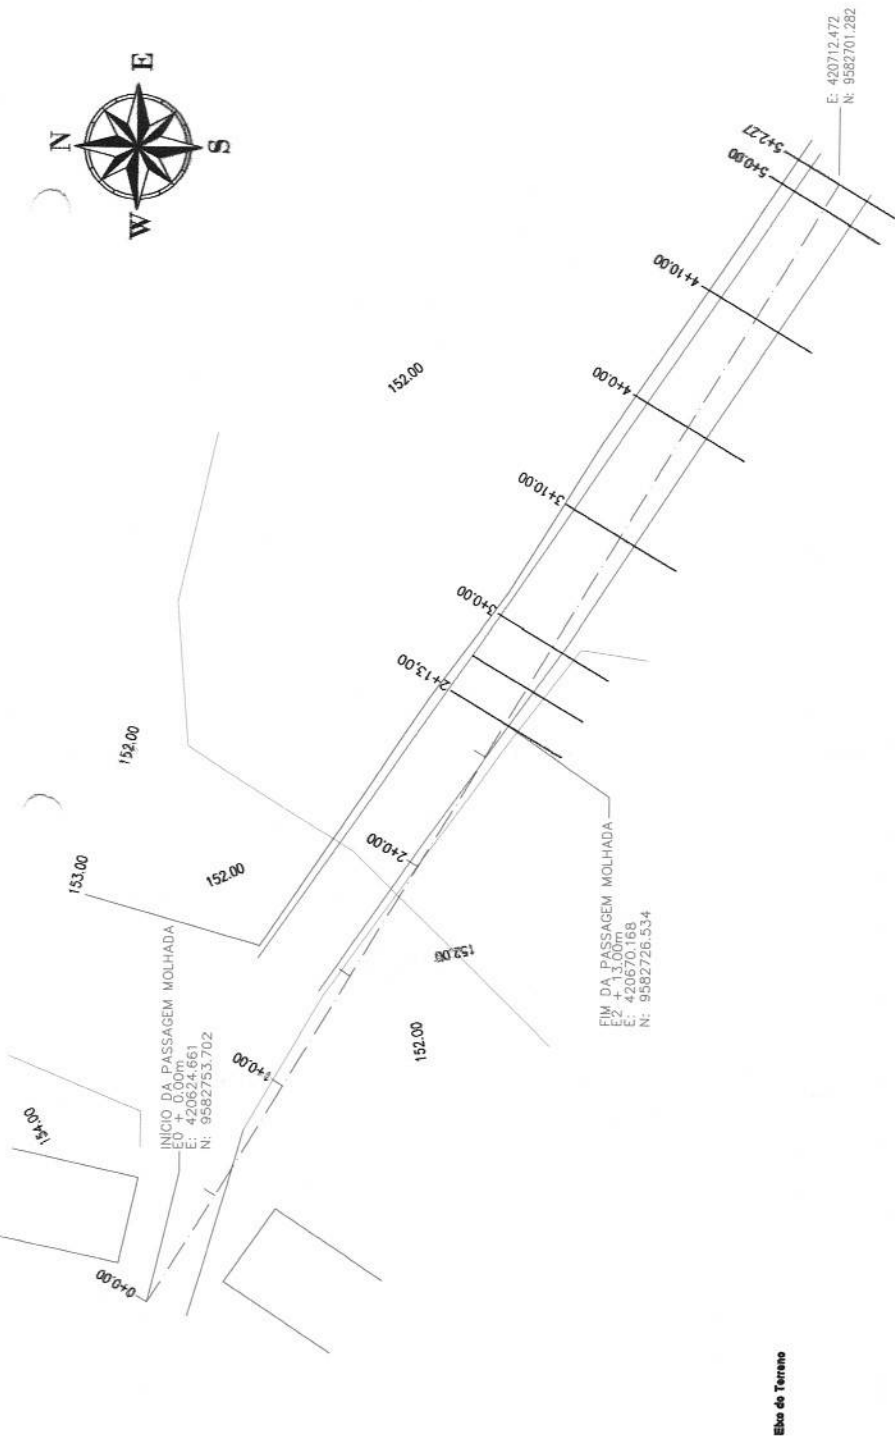 N
E
W
S
E: 420712.472
N: 9582701.282
5+2.27
5+0.00
4+10.00
4+0.00
3+10.00
3+0.00
2+13,00
2+0.00
1+0.00
0+0.00
152.00
152.00
152.00
152.00
152.00
153.00
154.00
INÍCIO DA PASSAGEM MOLHADA
E0 + 0.00m
E: 420624.661
N: 9582753.702
FIM DA PASSAGEM MOLHADA
E2 + 13.00m
E: 420670.168
N: 9582726.534
Eixo do Terreno